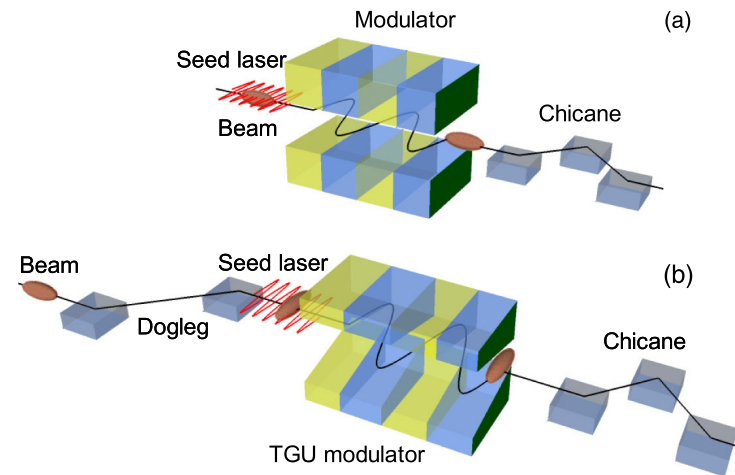 Modulator
(a)
Seed laser
Beam
Chicane
Beam
Seed laser
(b)
Dogleg
Chicane
TGU modulator